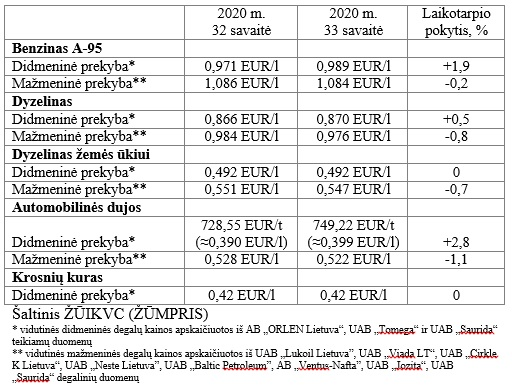 2020 m.
32 savaitė
2020 m.
33 savaitė
Laikotarpio
pokytis, %
Benzinas A-95
Didmeninė prekyba* 0,971 EUR/l 0,989 EUR/l +1,9
Mažmeninė prekyba** 1,086 EUR/l 1,084 EUR/l -0,2
Dyzelinas
Didmeninė prekyba* 0,866 EUR/l 0,870 EUR/l +0,5
Mažmeninė prekyba** 0,984 EUR/l 0,976 EUR/l -0,8
Dyzelinas žemės ūkiui
Didmeninė prekyba* 0,492 EUR/l 0,492 EUR/l 0
Mažmeninė prekyba** 0,551 EUR/l 0,547 EUR/l -0,7
Automobilinės dujos
728,55 EUR/t 749,22 EUR/t
Didmeninė prekyba* (≈0,390 EUR/l) (≈0,399 EUR/l) +2,8
Mažmeninė prekyba** 0,528 EUR/l 0,522 EUR/l -1,1
Krosnių kuras
Didmeninė prekyba* 0,42 EUR/l 0,42 EUR/l 0
Šaltinis ŽŪIKVC (ŽŪMPRIS)
* vidutinės didmeninės degalų kainos apskaičiuotos iš AB „ORLEN Lietuva“, UAB „Tomega“ ir UAB „Saurida“
teikiamų duomenų
** vidutinės mažmeninės degalų kainos apskaičiuotos iš UAB „Lukoil Lietuva”, UAB „Viada LT“, UAB „Cirkle
K Lietuva”, UAB „Neste Lietuva”, UAB „Baltic Petroleum”, AB „Ventus-Nafta”, UAB „Jozita”, UAB
„Saurida” degalinių duomenų